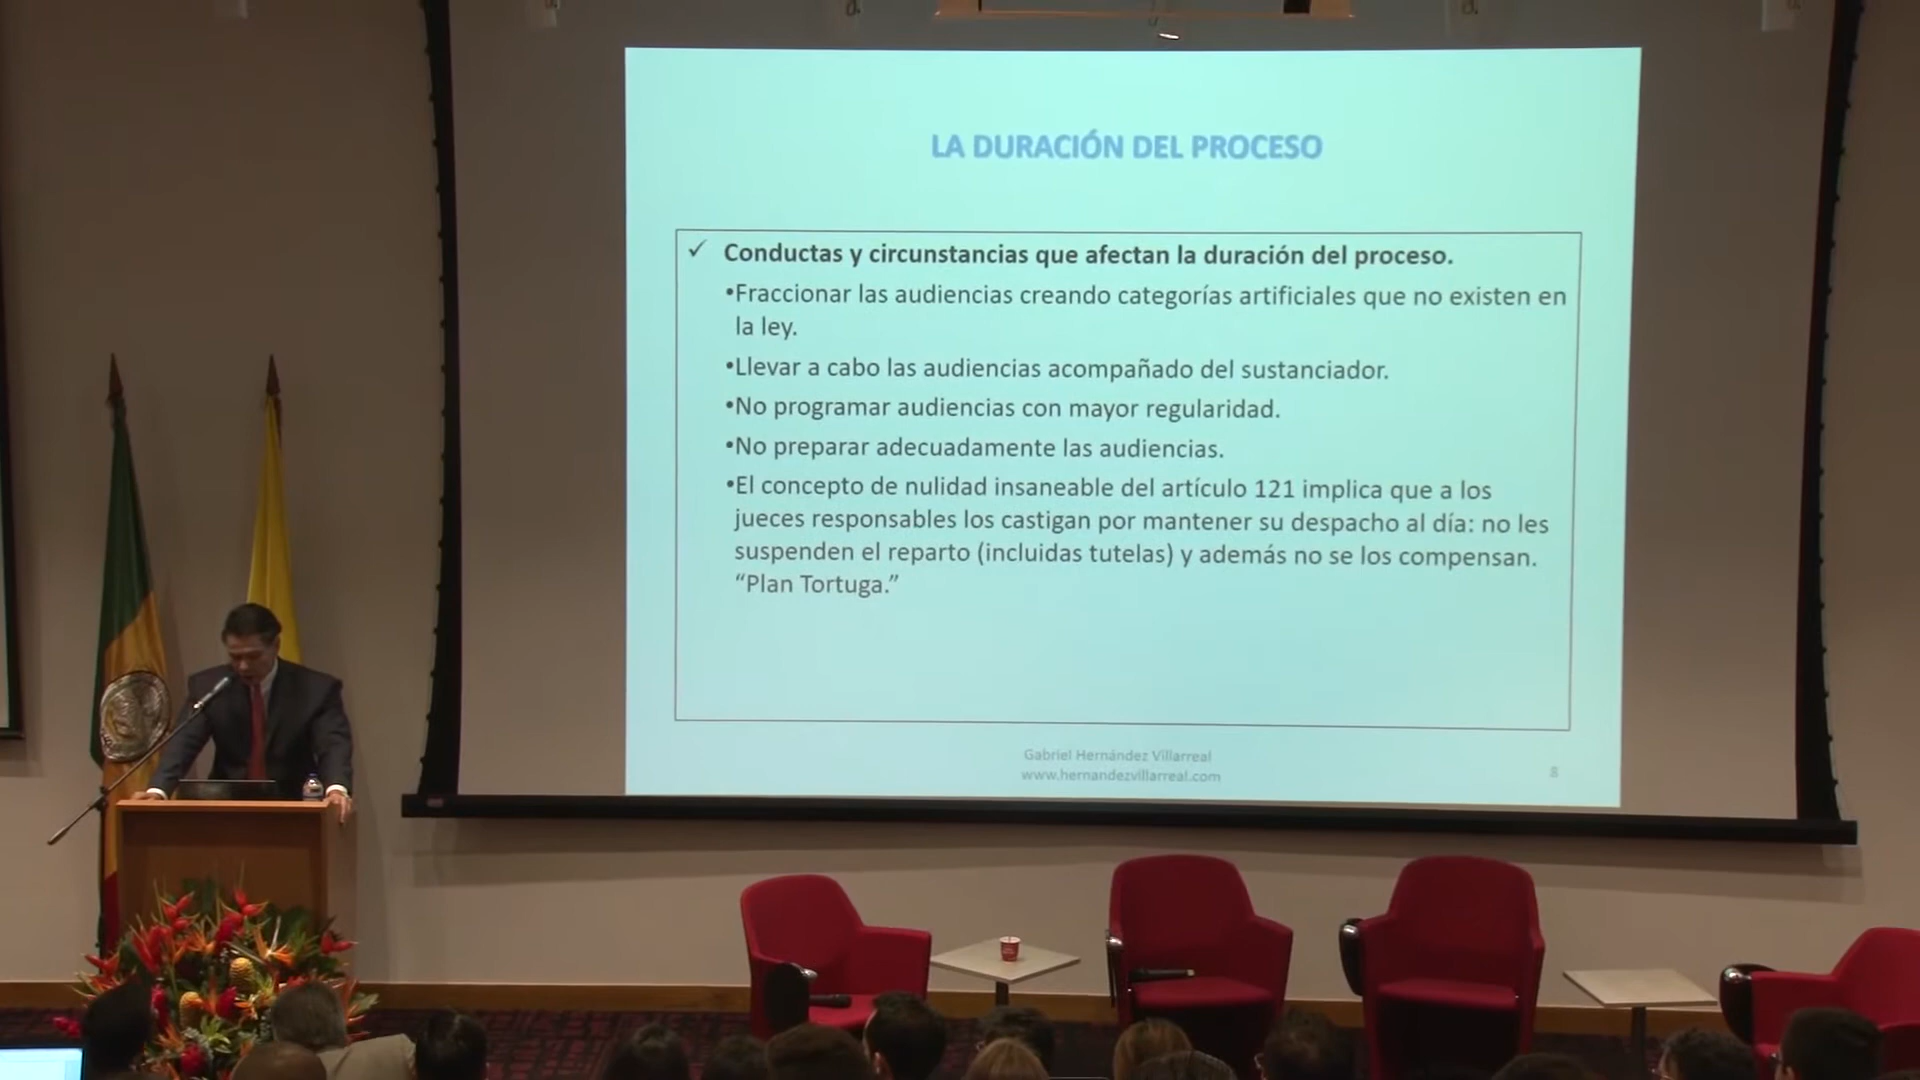 LA DURACIÓN DEL PROCESO
✓ Conductas y circunstancias que afectan la duración del proceso.
•Fraccionar las audiencias creando categorías artificiales que no existen en
la ley.
•Llevar a cabo las audiencias acompañado del sustanciador.
•No programar audiencias con mayor regularidad.
•No preparar adecuadamente las audiencias.
•El concepto de nulidad insaneable del artículo 121 implica que a los
jueces responsables los castigan por mantener su despacho al día: no les
suspenden el reparto (incluidas tutelas) y además no se los compensan.
“Plan Tortuga.”
Gabriel Hernández Villarreal
www.hernandezvillarreal.com
8